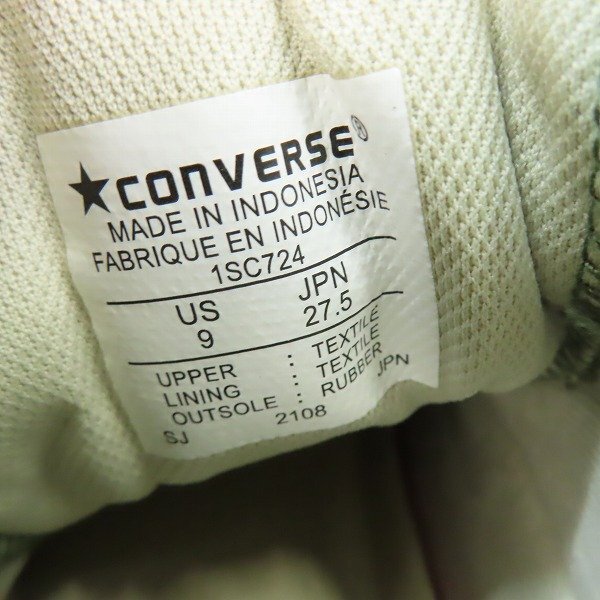 ★CONVERSE®
MADE IN INDONESIA
FABRIQUE EN INDONÉSIE
1SC724
US JPN
9 27.5
UPPER : TEXTILE
LINING : TEXTILE
OUTSOLE : RUBBER
SJ 2108 JPN